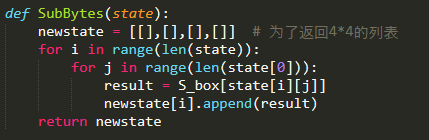 def SubBytes(state):
    newstate = [[],[],[],[]]  # 为了返回4*4的列表
    for i in range(len(state)):
        for j in range(len(state[0])):
            result = S_box[state[i][j]]
            newstate[i].append(result)
    return newstate